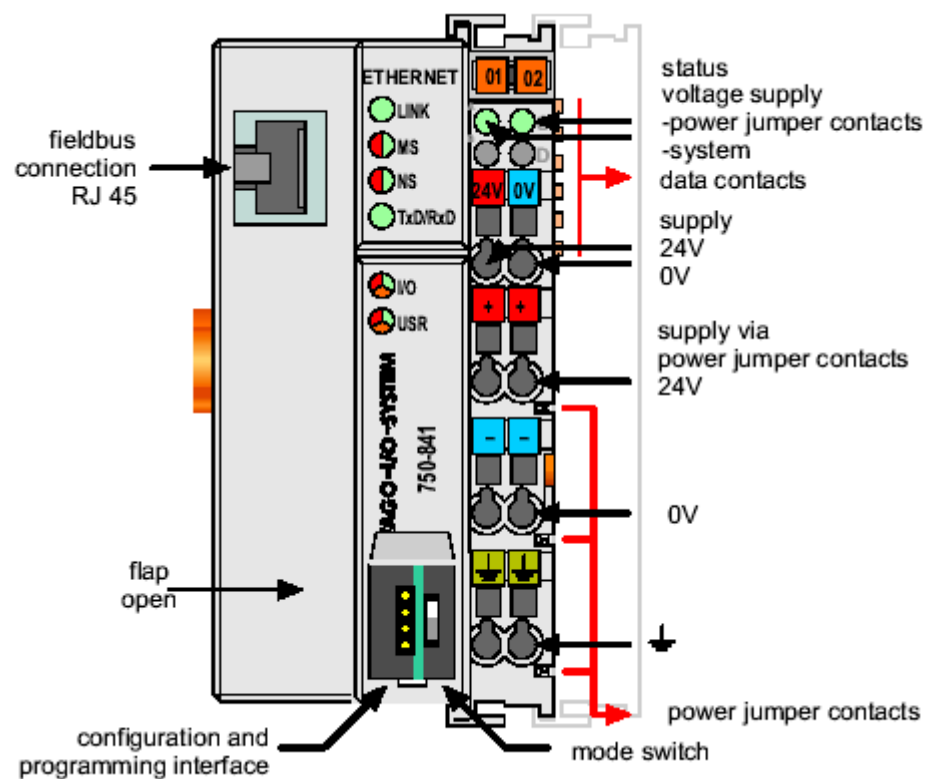 ETHERNET
LINK
MS
NS
TxD/RxD
I/O
USR
WAGO-I/O-SYSTEM
750-841
01 02
24V 0V
+ +
- -
fieldbus
connection
RJ 45
flap
open
configuration and
programming interface
mode switch
status
voltage supply
-power jumper contacts
-system
data contacts
supply
24V
0V
supply via
power jumper contacts
24V
0V
power jumper contacts